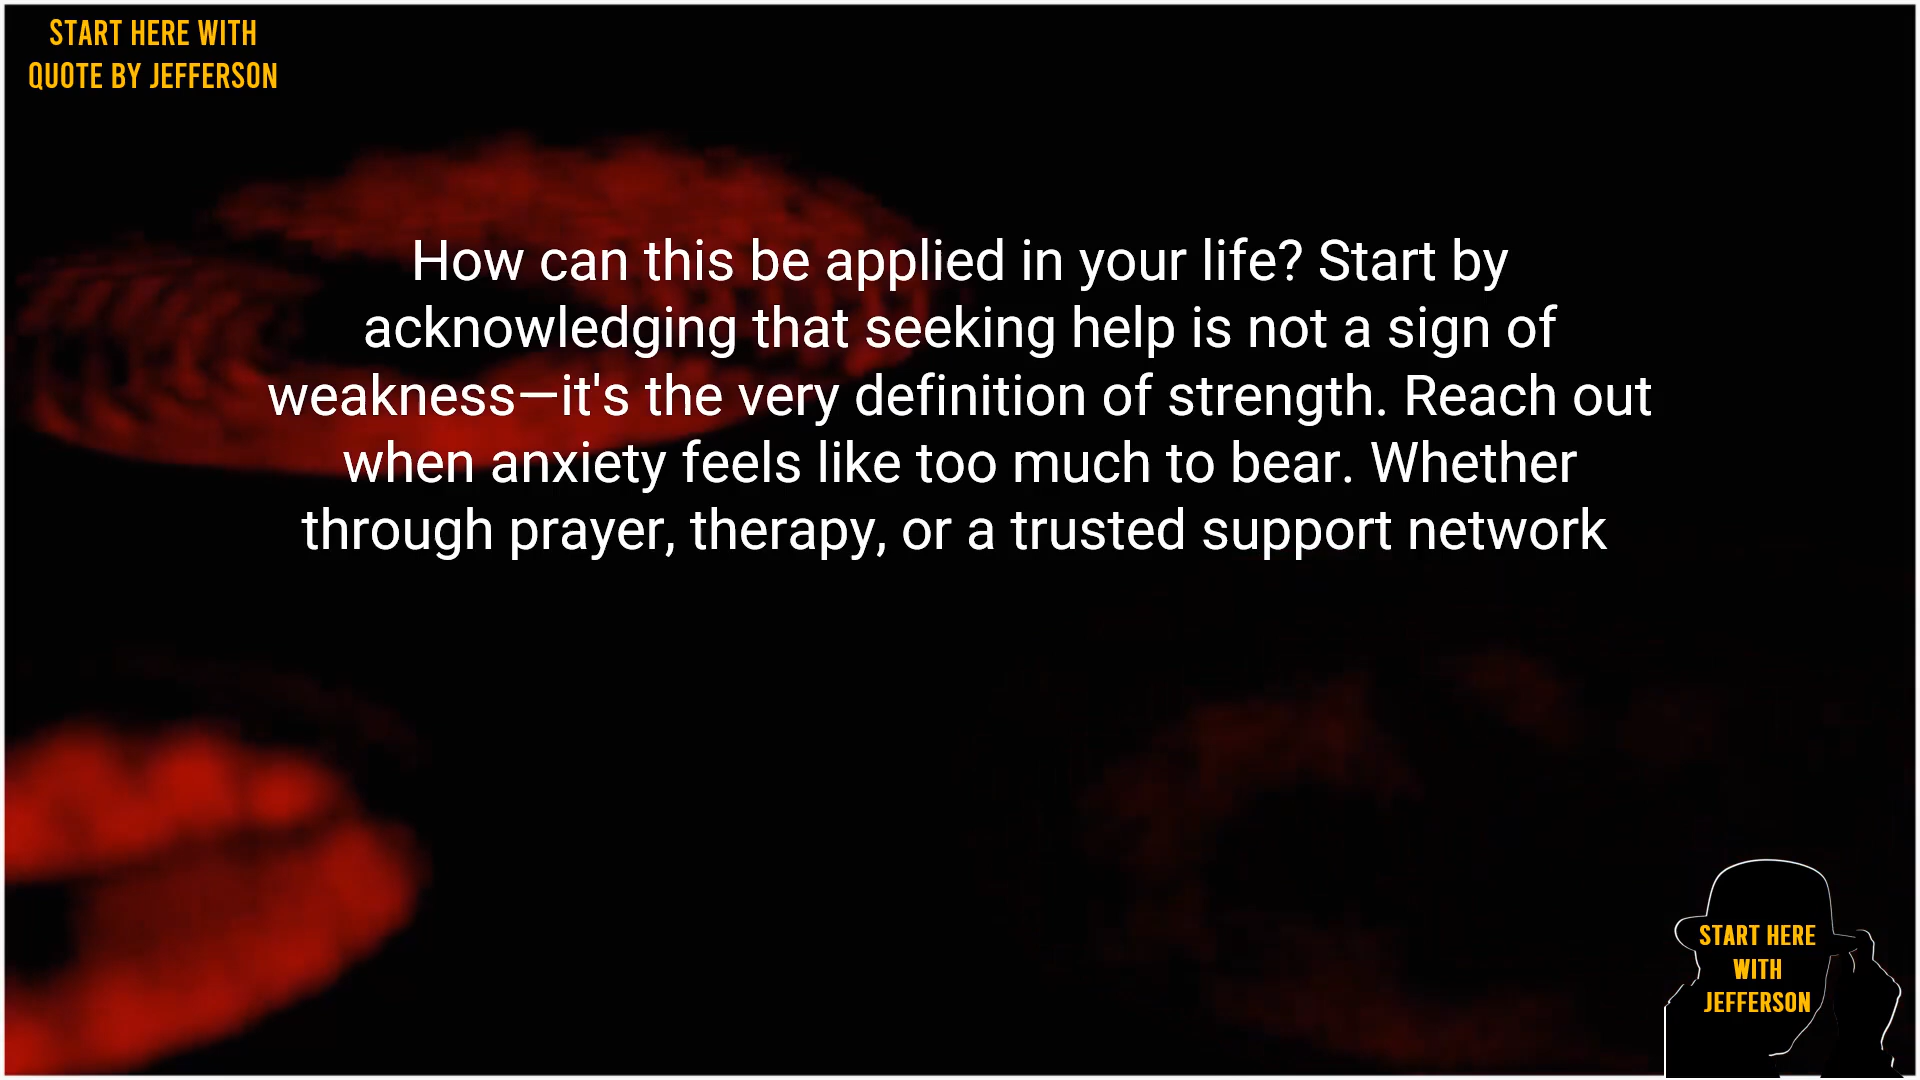 START HERE WITH
QUOTE BY JEFFERSON
How can this be applied in your life? Start by
acknowledging that seeking help is not a sign of
weakness—it's the very definition of strength. Reach out
when anxiety feels like too much to bear. Whether
through prayer, therapy, or a trusted support network
START HERE
WITH
JEFFERSON